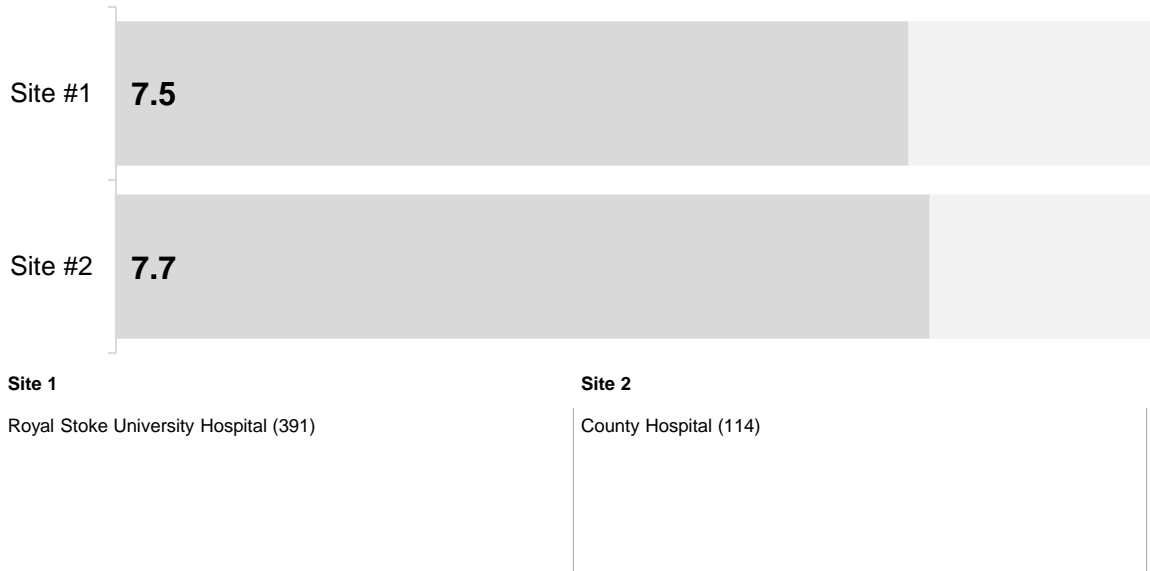 Site #1
7.5
Site #2
7.7
Site 1
Site 2
Royal Stoke University Hospital (391)
County Hospital (114)